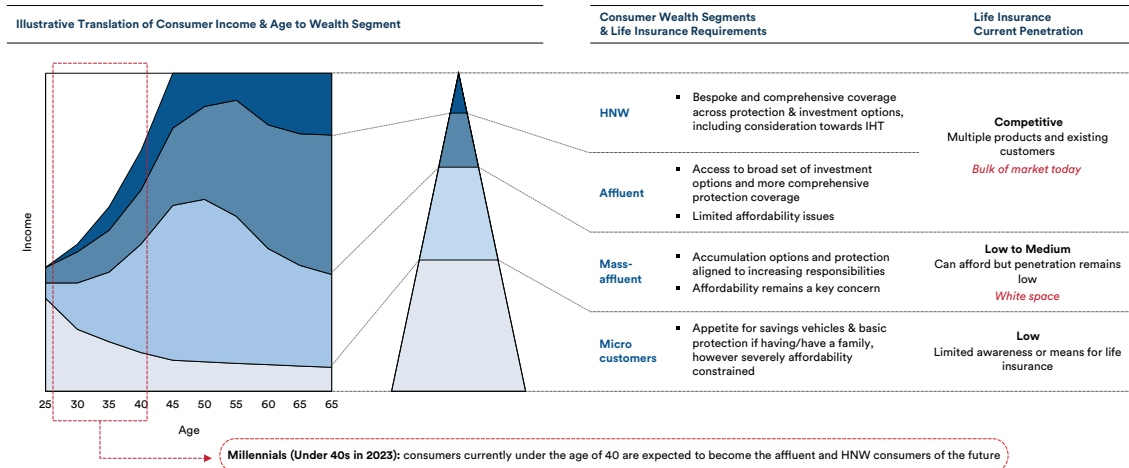 Illustrative Translation of Consumer Income & Age to Wealth Segment
Consumer Wealth Segments
& Life Insurance Requirements
Life Insurance
Current Penetration
Income
25 30 35 40 45 50 55 60 65 65
Age
HNW
▪ Bespoke and comprehensive coverage
across protection & investment options,
including consideration towards IHT
Competitive
Multiple products and existing
customers
Bulk of market today
Affluent
▪ Access to broad set of investment
options and more comprehensive
protection coverage
▪ Limited affordability issues
Mass-
affluent
▪ Accumulation options and protection
aligned to increasing responsibilities
▪ Affordability remains a key concern
Low to Medium
Can afford but penetration remains
low
White space
Micro
customers
▪ Appetite for savings vehicles & basic
protection if having/have a family,
however severely affordability
constrained
Low
Limited awareness or means for life
insurance
Millennials (Under 40s in 2023): consumers currently under the age of 40 are expected to become the affluent and HNW consumers of the future